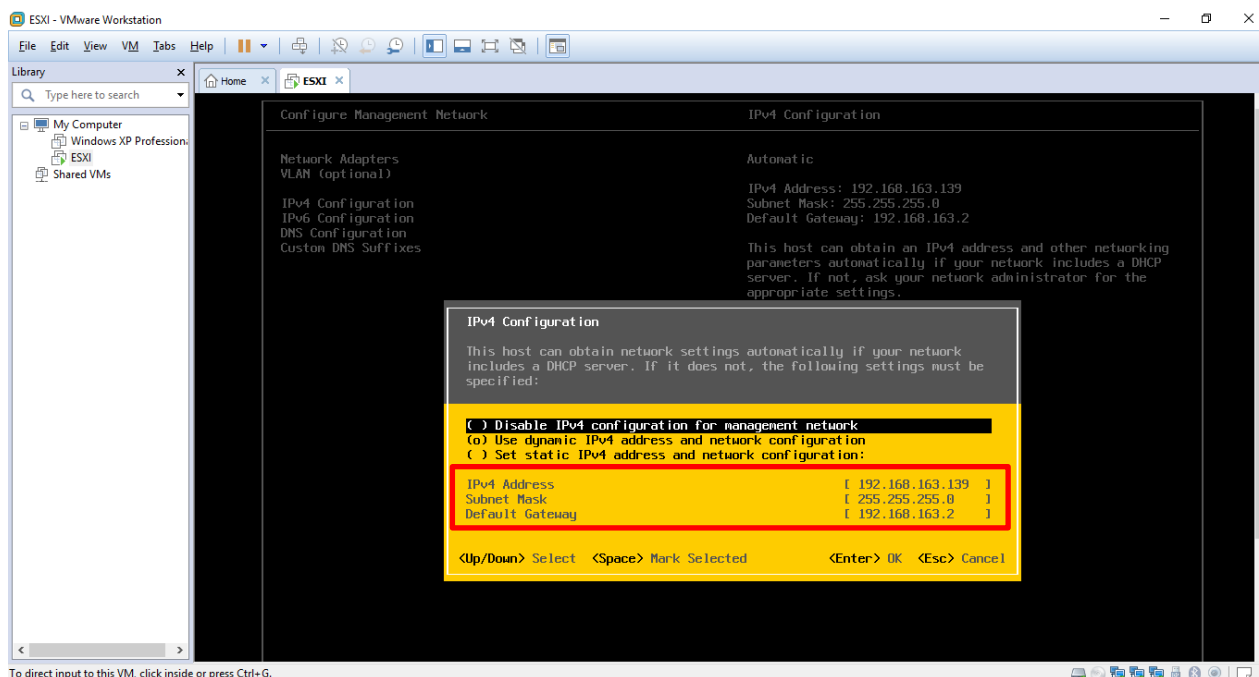 ESXI - VMware Workstation
File Edit View VM Tabs Help
Library
Home
ESXI
Type here to search
My Computer
Windows XP Profession
ESXI
Shared VMs
Configure Management Network
IPv4 Configuration
Network Adapters
VLAN (optional)
IPv4 Configuration
IPv6 Configuration
DNS Configuration
Custom DNS Suffixes
Automatic
IPv4 Address: 192.168.163.139
Subnet Mask: 255.255.255.0
Default Gateway: 192.168.163.2
This host can obtain an IPv4 address and other networking
parameters automatically if your network includes a DHCP
server. If not, ask your network administrator for the
appropriate settings.
IPv4 Configuration
This host can obtain network settings automatically if your network
includes a DHCP server. If it does not, the following settings must be
specified:
( ) Disable IPv4 configuration for management network
(o) Use dynamic IPv4 address and network configuration
( ) Set static IPv4 address and network configuration:
IPv4 Address [ 192.168.163.139 ]
Subnet Mask [ 255.255.255.0 ]
Default Gateway [ 192.168.163.2 ]
<Up/Down> Select <Space> Mark Selected <Enter> OK <Esc> Cancel
To direct input to this VM, click inside or press Ctrl+G.